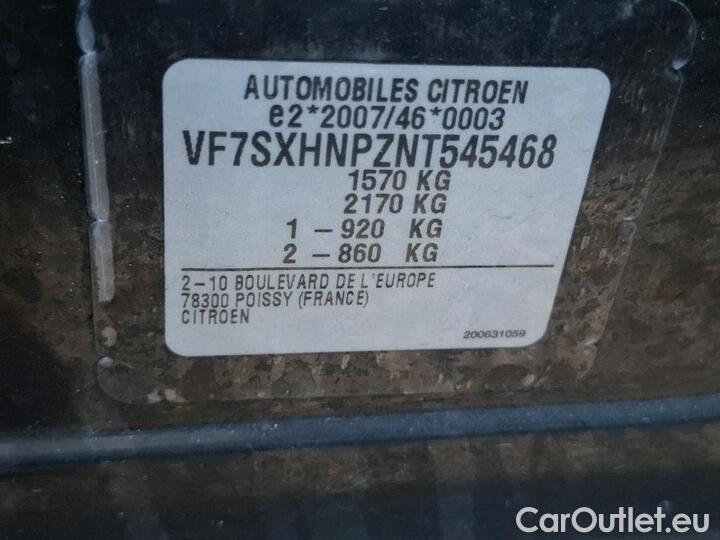 AUTOMOBILES CITROEN
e2*2007/46*0003
VF7SXHNPZNT545468
1570 KG
2170 KG
1 – 920 KG
2 – 860 KG
2–10 BOULEVARD DE L'EUROPE
78300 POISSY (FRANCE)
CITROEN
200631059
CarOutlet.eu